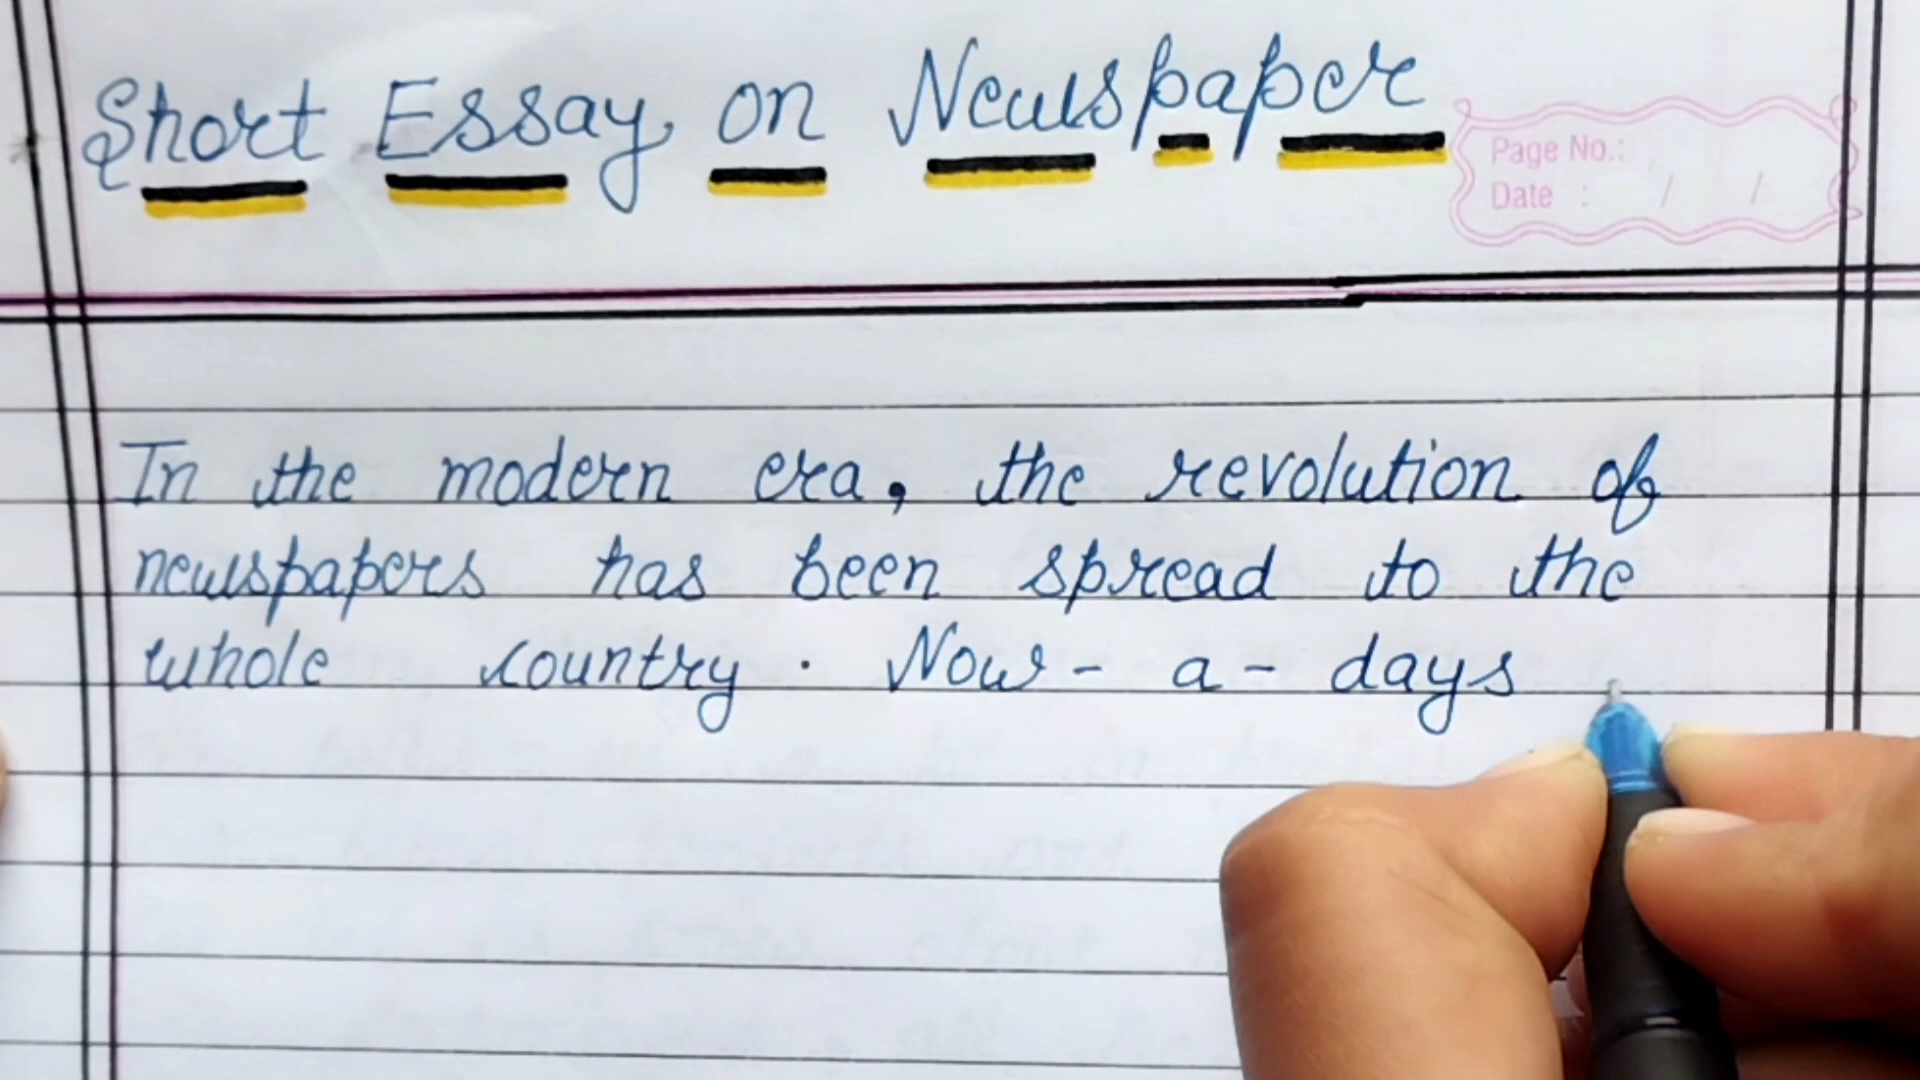 Short Essay on Newspaper
Page No.:
Date : / /
In the modern era, the revolution of
newspapers has been spread to the
whole country. Now-a-days